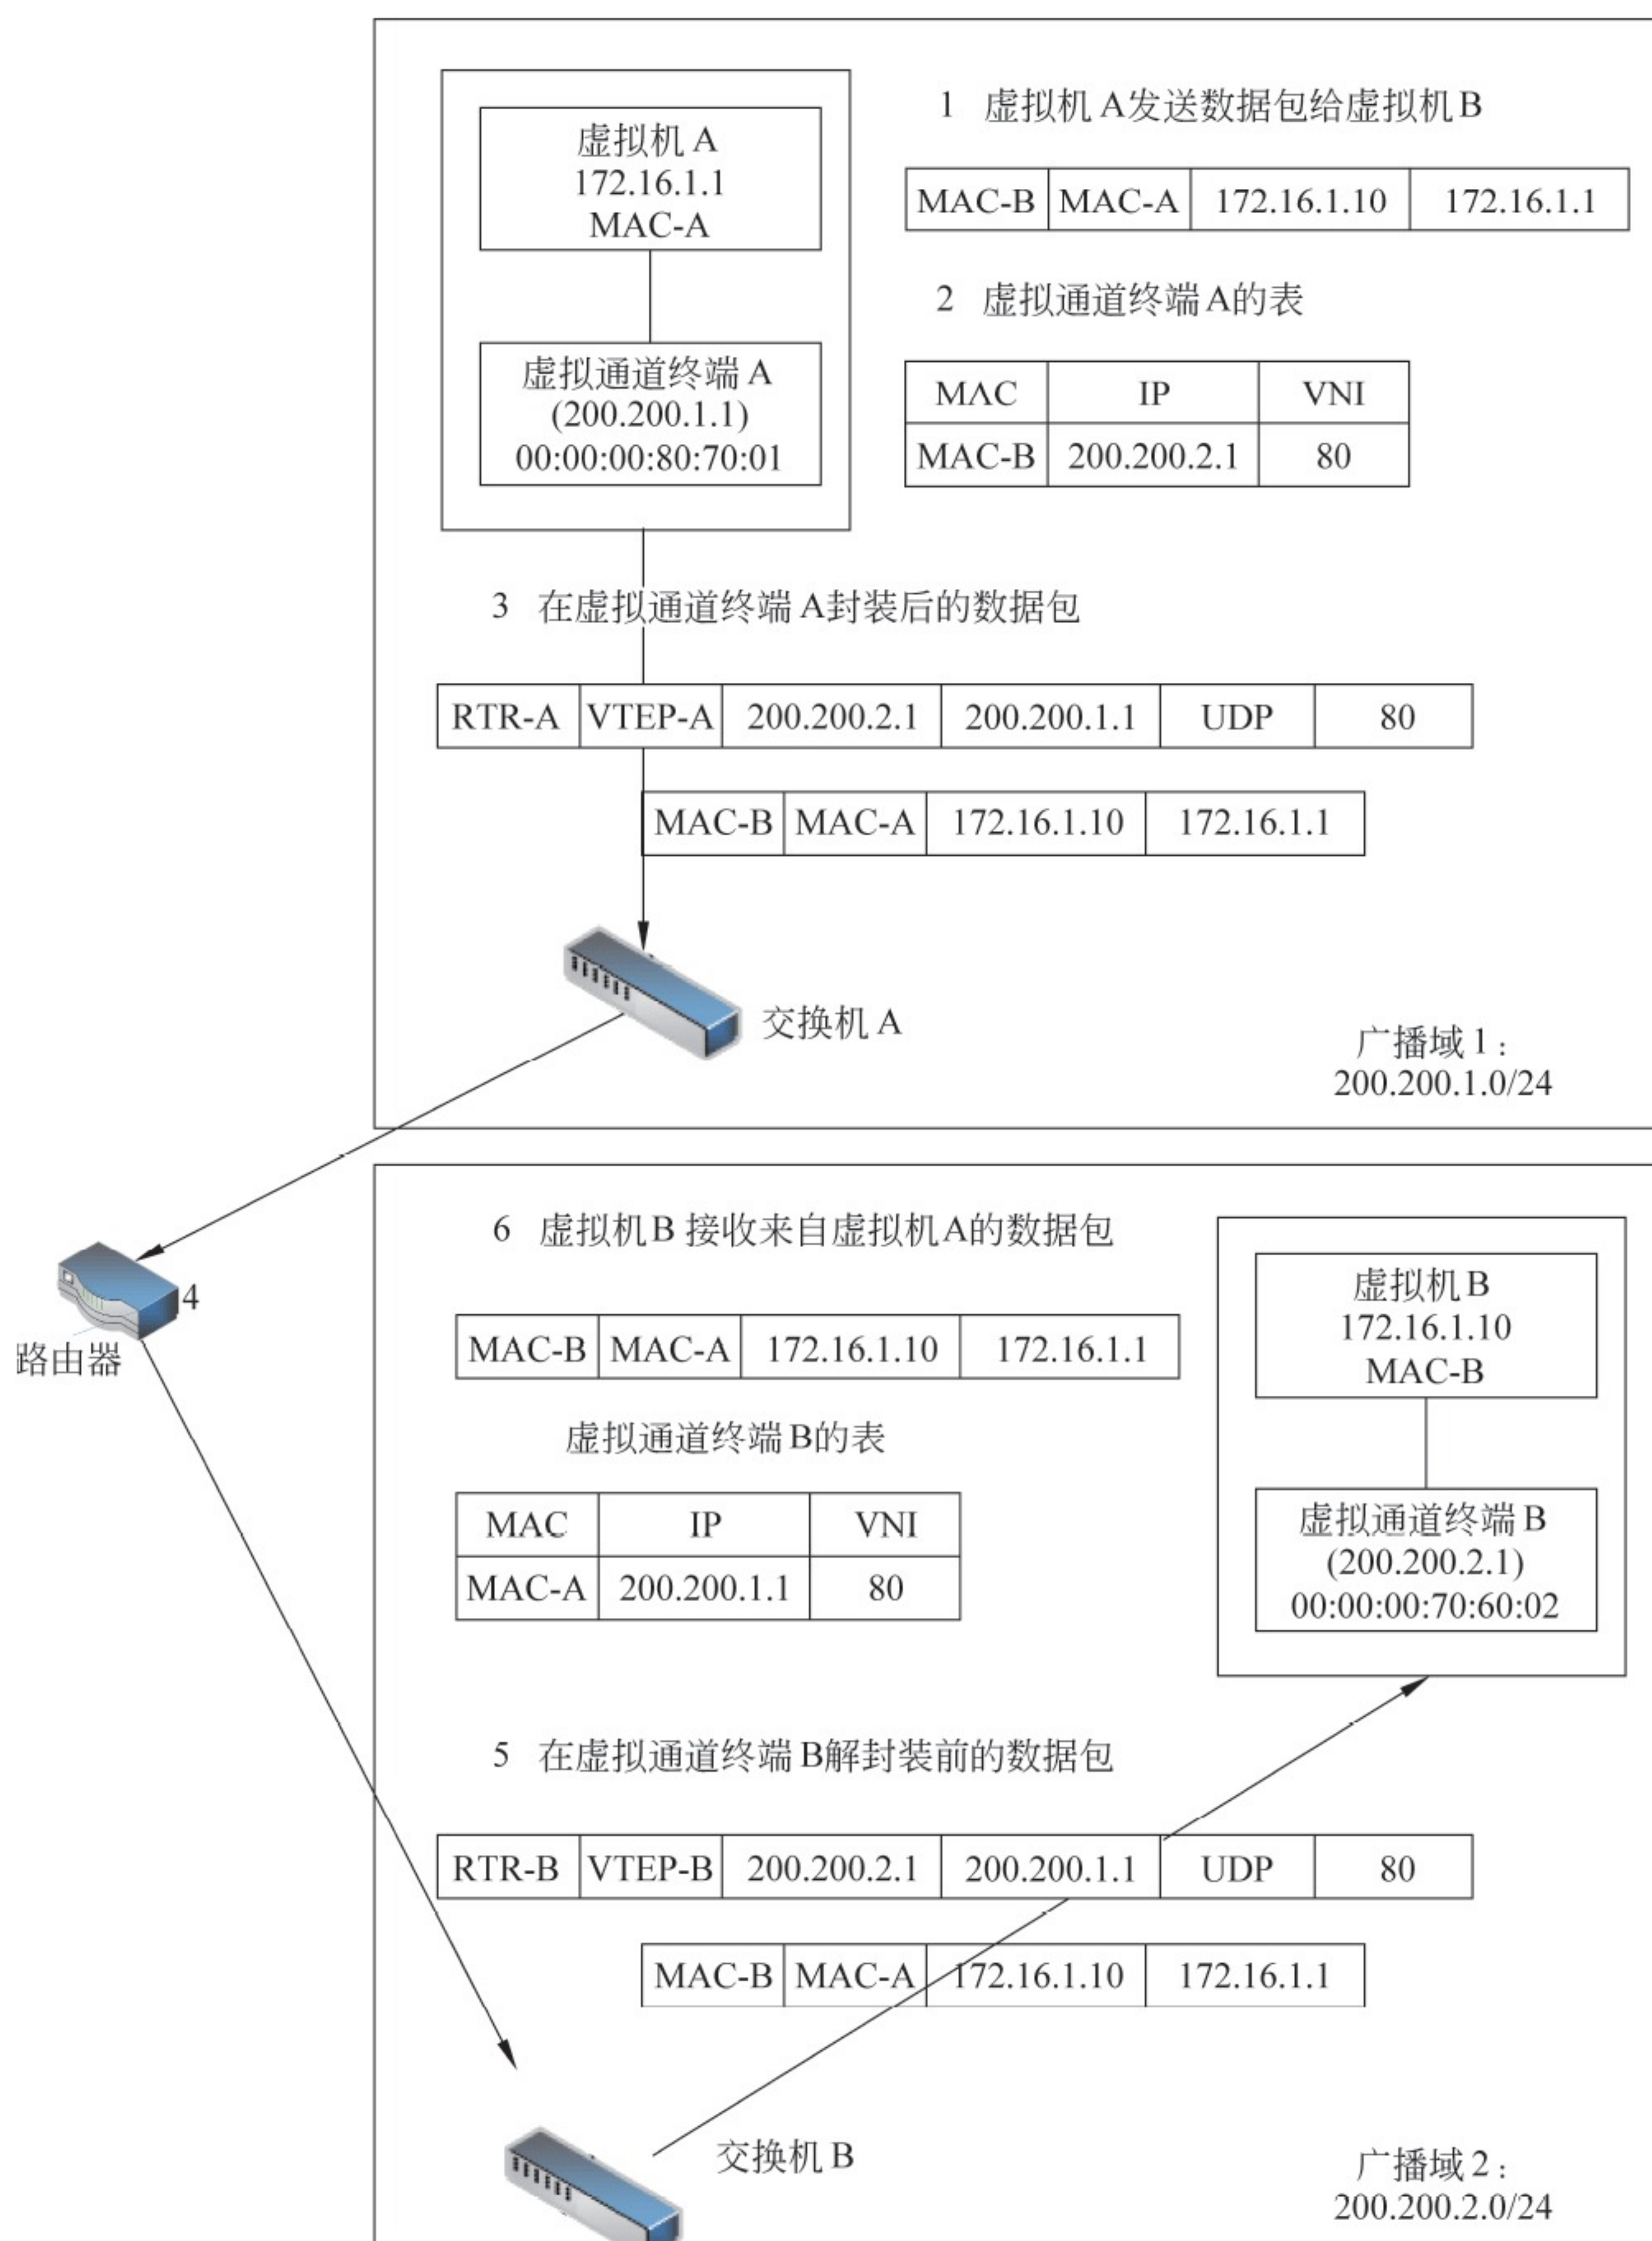 虚拟机 A
172.16.1.1
MAC-A
虚拟通道终端 A
(200.200.1.1)
00:00:00:80:70:01
1 虚拟机 A发送数据包给虚拟机 B
MAC-B MAC-A 172.16.1.10 172.16.1.1
2 虚拟通道终端 A的表
MAC IP VNI
MAC-B 200.200.2.1 80
3 在虚拟通道终端 A封装后的数据包
RTR-A VTEP-A 200.200.2.1 200.200.1.1 UDP 80
MAC-B MAC-A 172.16.1.10 172.16.1.1
交换机 A
广播域 1：
200.200.1.0/24
4
路由器
6 虚拟机 B 接收来自虚拟机 A的数据包
MAC-B MAC-A 172.16.1.10 172.16.1.1
虚拟通道终端 B的表
MAC IP VNI
MAC-A 200.200.1.1 80
虚拟机 B
172.16.1.10
MAC-B
虚拟通道终端 B
(200.200.2.1)
00:00:00:70:60:02
5 在虚拟通道终端 B解封装前的数据包
RTR-B VTEP-B 200.200.2.1 200.200.1.1 UDP 80
MAC-B MAC-A 172.16.1.10 172.16.1.1
交换机 B
广播域 2：
200.200.2.0/24